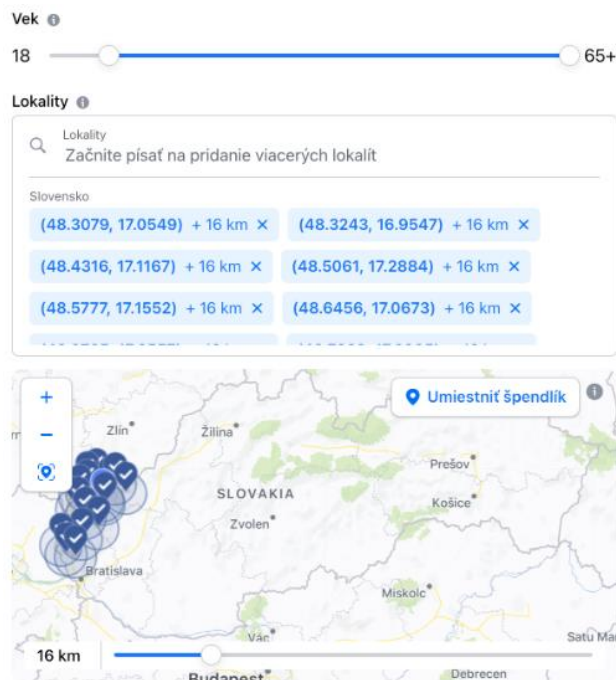 Vek
18 65+
Lokality
Lokality
Začnite písať na pridanie viacerých lokalít
Slovensko
(48.3079, 17.0549) + 16 km × (48.3243, 16.9547) + 16 km ×
(48.4316, 17.1167) + 16 km × (48.5061, 17.2884) + 16 km ×
(48.5777, 17.1552) + 16 km × (48.6456, 17.0673) + 16 km ×
+
Umiestniť špendlík
−
Zlín
Žilina
Prešov
SLOVAKIA
Košice
Zvolen
Bratislava
Miskolc
Vác
Satu Ma
16 km
Budapest
Debrecen